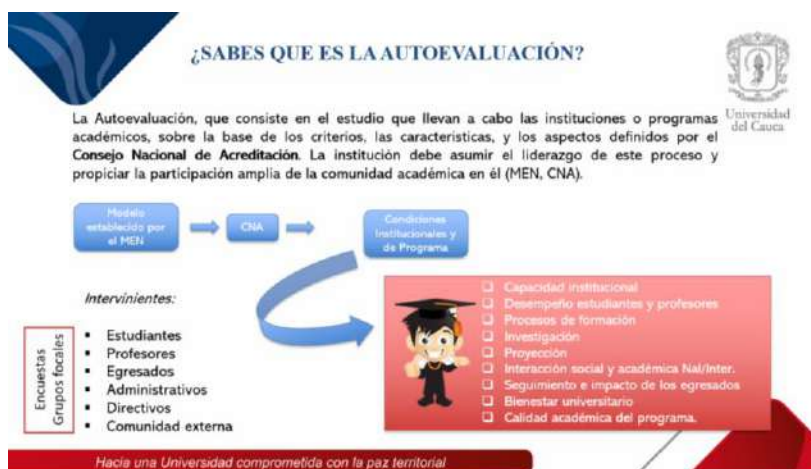 ¿SABES QUE ES LA AUTOEVALUACIÓN?
Universidad
del Cauca
La Autoevaluación, que consiste en el estudio que llevan a cabo las instituciones o programas
académicos, sobre la base de los criterios, las caracteristicas, y los aspectos definidos por el
Consejo Nacional de Acreditación. La institución debe asumir el liderazgo de este proceso y
propiciar la participación amplia de la comunidad académica en él (MEN, CNA).
Modelo
establecido por
el MEN
CNA
Condiciones
Institucionales y
de Programa
Intervinientes:
Encuestas
Grupos focales
Estudiantes
Profesores
Egresados
Administrativos
Directivos
Comunidad externa
Capacidad institucional
Desempeño estudiantes y profesores
Procesos de formación
Investigación
Proyección
Interacción social y académica Nal/Inter.
Seguimiento e impacto de los egresados
Bienestar universitario
Calidad académica del programa.
Hacia una Universidad comprometida con la paz territorial